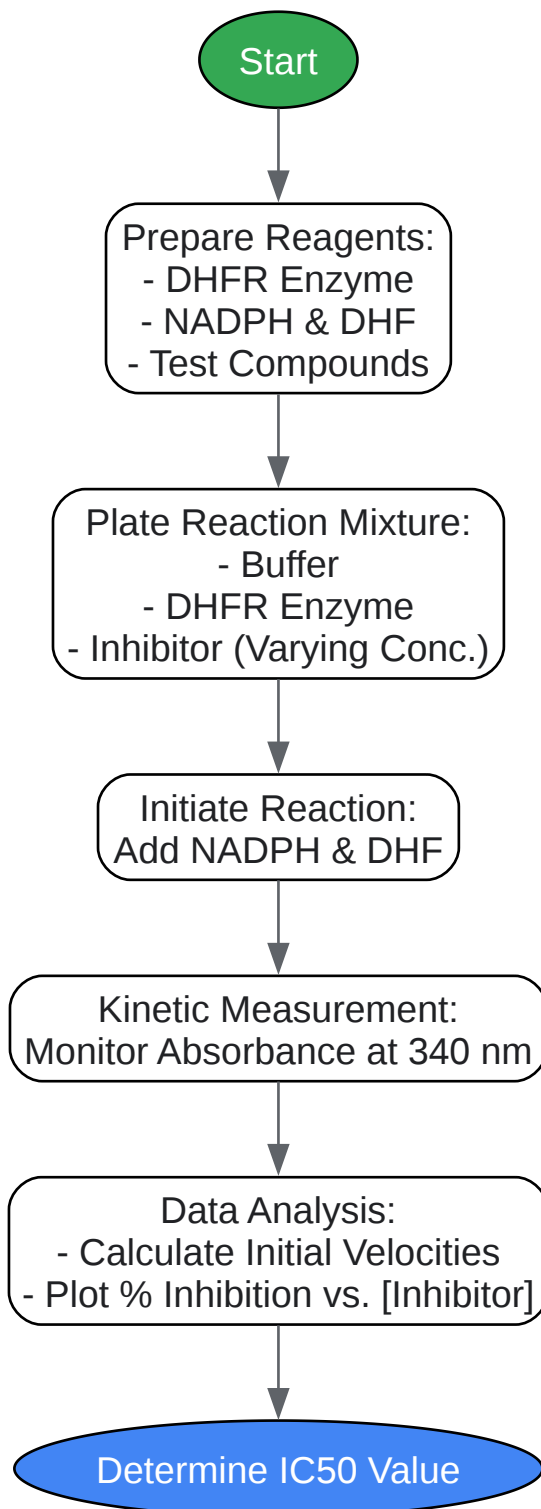 Start
Prepare Reagents:
- DHFR Enzyme
- NADPH & DHF
- Test Compounds
Plate Reaction Mixture:
- Buffer
- DHFR Enzyme
- Inhibitor (Varying Conc.)
Initiate Reaction:
Add NADPH & DHF
Kinetic Measurement:
Monitor Absorbance at 340 nm
Data Analysis:
- Calculate Initial Velocities
- Plot % Inhibition vs. [Inhibitor]
Determine IC50 Value